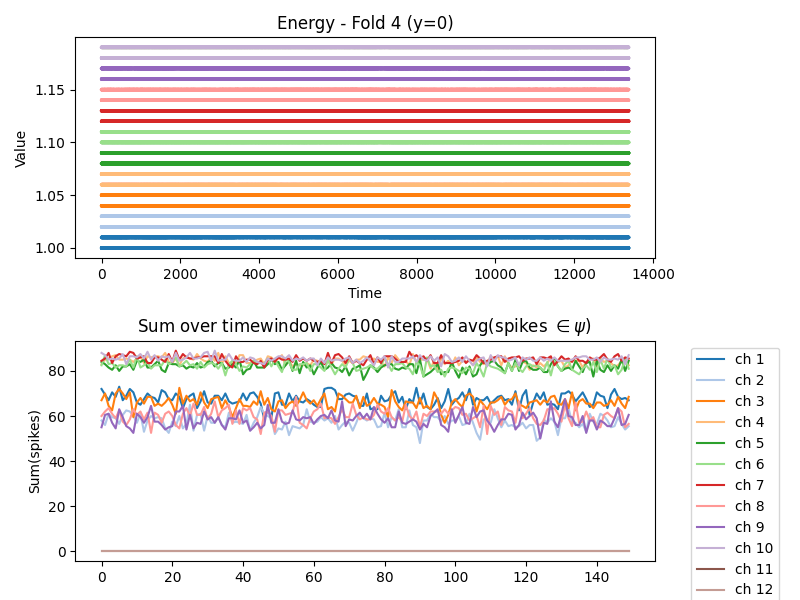 Energy - Fold 4 (y=0)
1.15
1.10
1.05
1.00
Value
0 2000 4000 6000 8000 10000 12000 14000
Time
Sum over timewindow of 100 steps of avg(spikes ∈ ψ)
80
60
40
20
0
Sum(spikes)
0 20 40 60 80 100 120 140
ch 1
ch 2
ch 3
ch 4
ch 5
ch 6
ch 7
ch 8
ch 9
ch 10
ch 11
ch 12